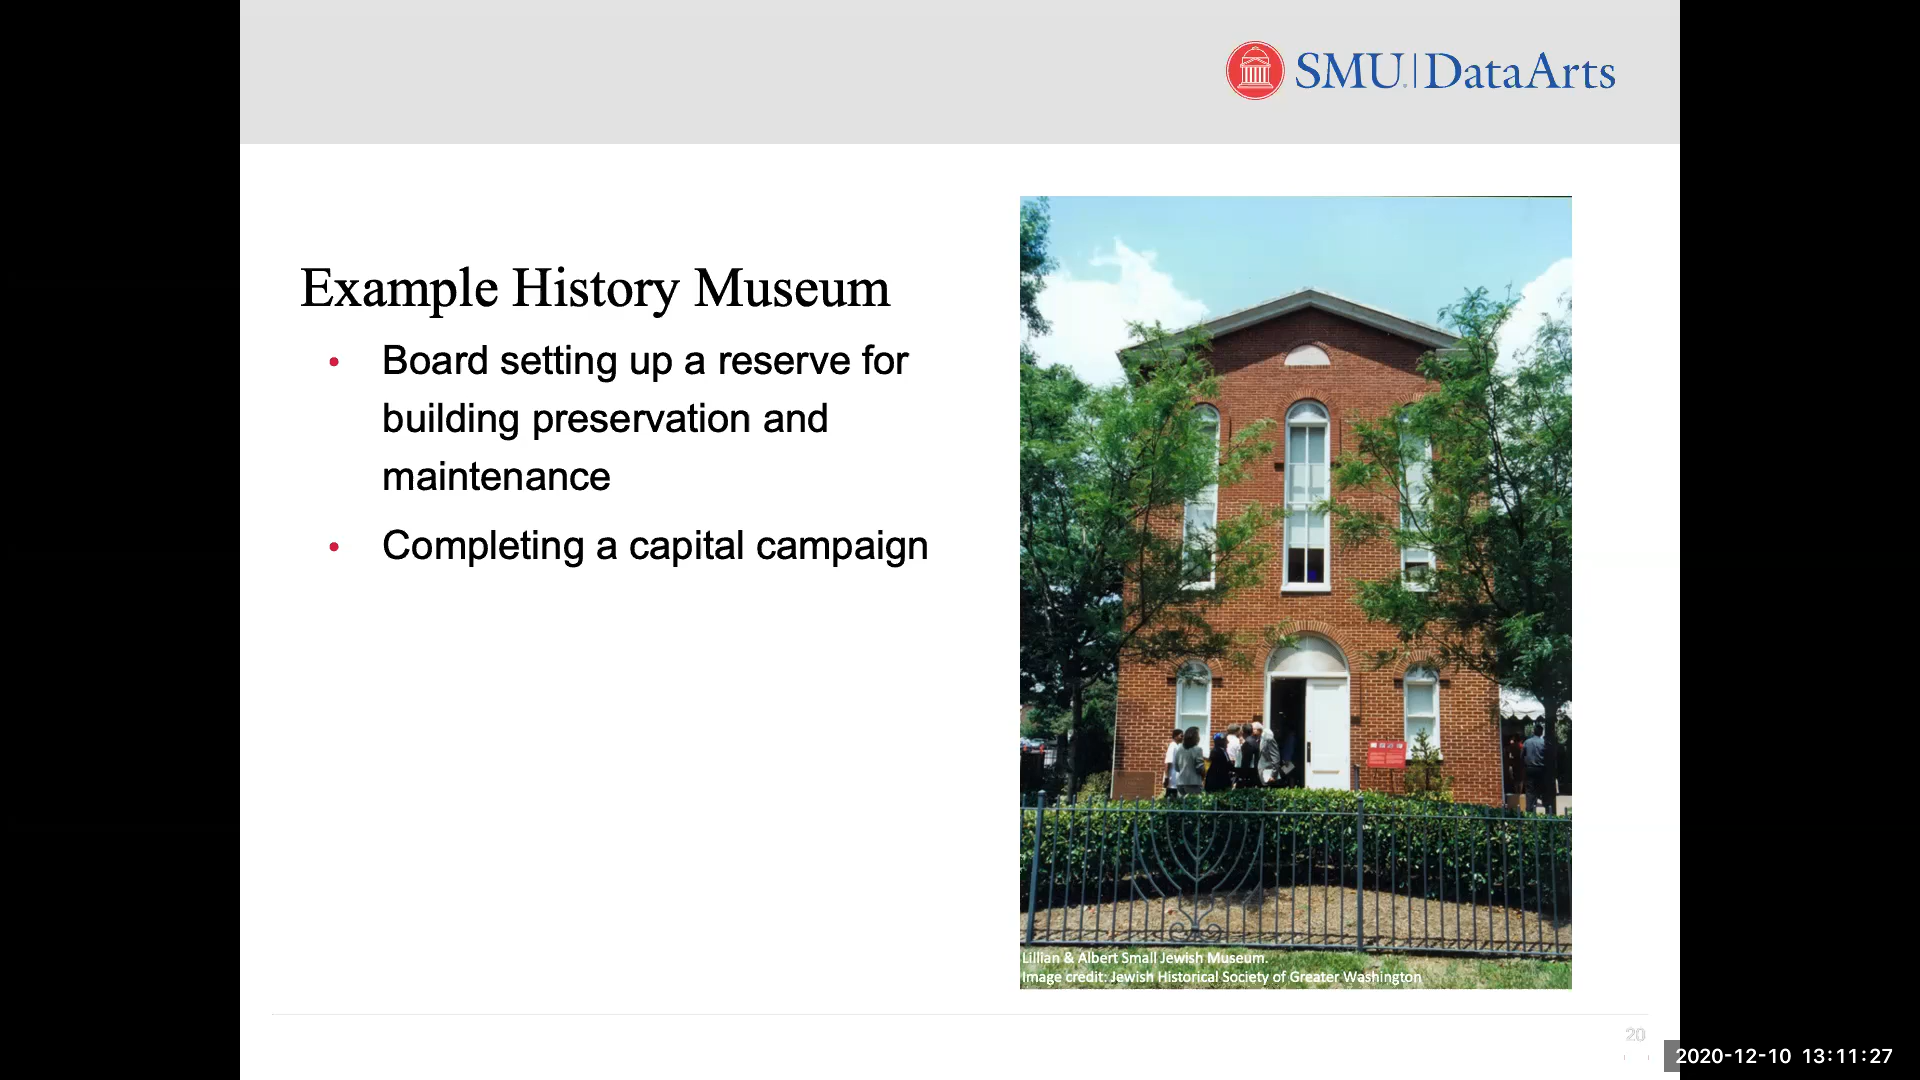 SMU. DataArts
Example History Museum
• Board setting up a reserve for
building preservation and
maintenance
• Completing a capital campaign
Lillian & Albert Small Jewish Museum.
Image credit: Jewish Historical Society of Greater Washington
20
2020-12-10 13:11:27